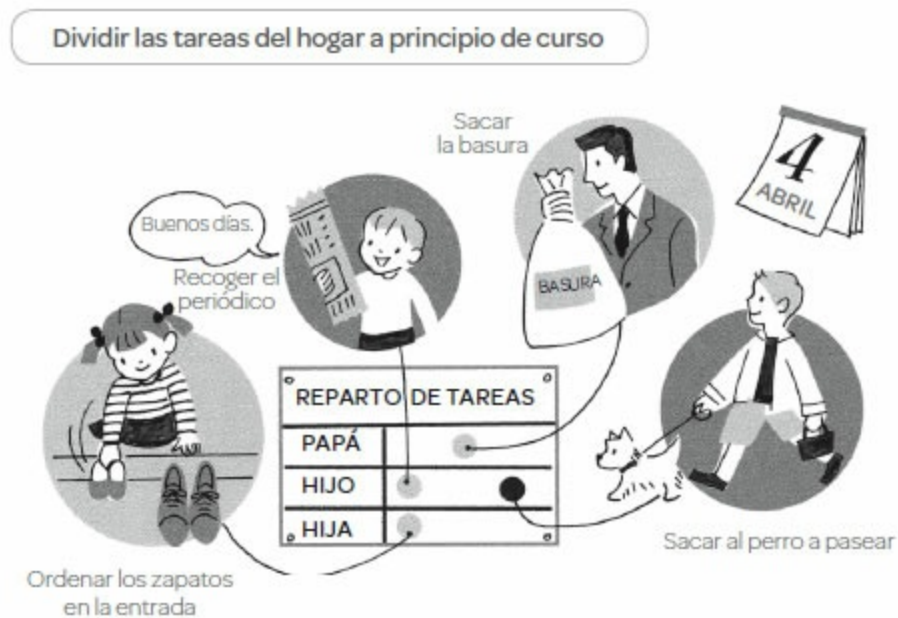 Dividir las tareas del hogar a principio de curso
Sacar
la basura
4
ABRIL
Buenos días.
Recoger el
periódico
BASURA
REPARTO DE TAREAS
PAPÁ
HIJO
HIJA
Sacar al perro a pasear
Ordenar los zapatos
en la entrada